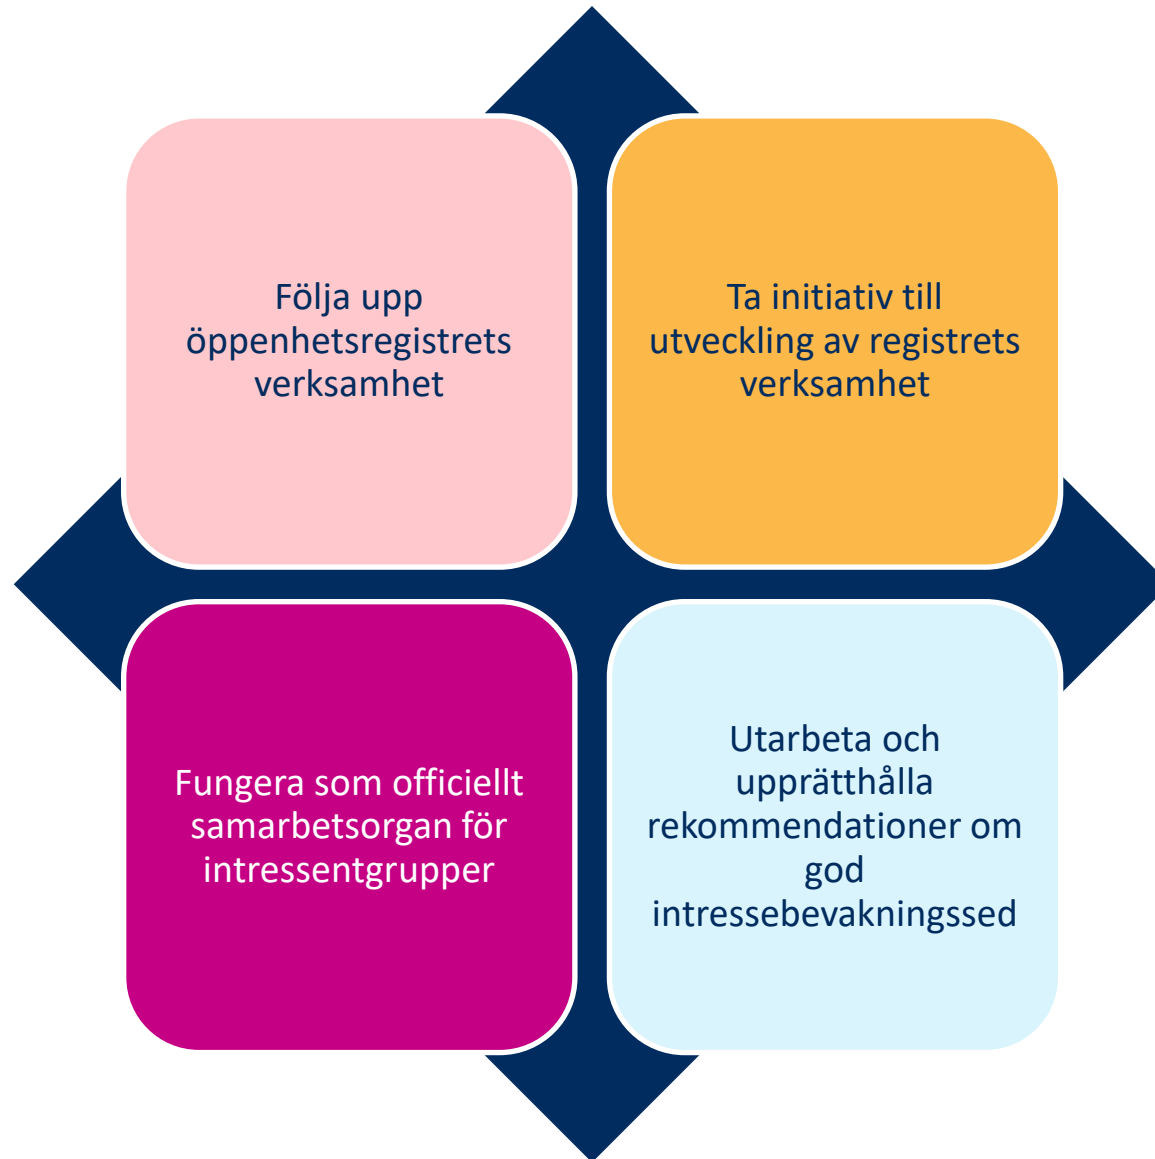 Följa upp
öppenhetsregistrets
verksamhet
Ta initiativ till
utveckling av registrets
verksamhet
Fungera som officiellt
samarbetsorgan för
intressentgrupper
Utarbeta och
upprätthålla
rekommendationer om
god
intressebevakningssed